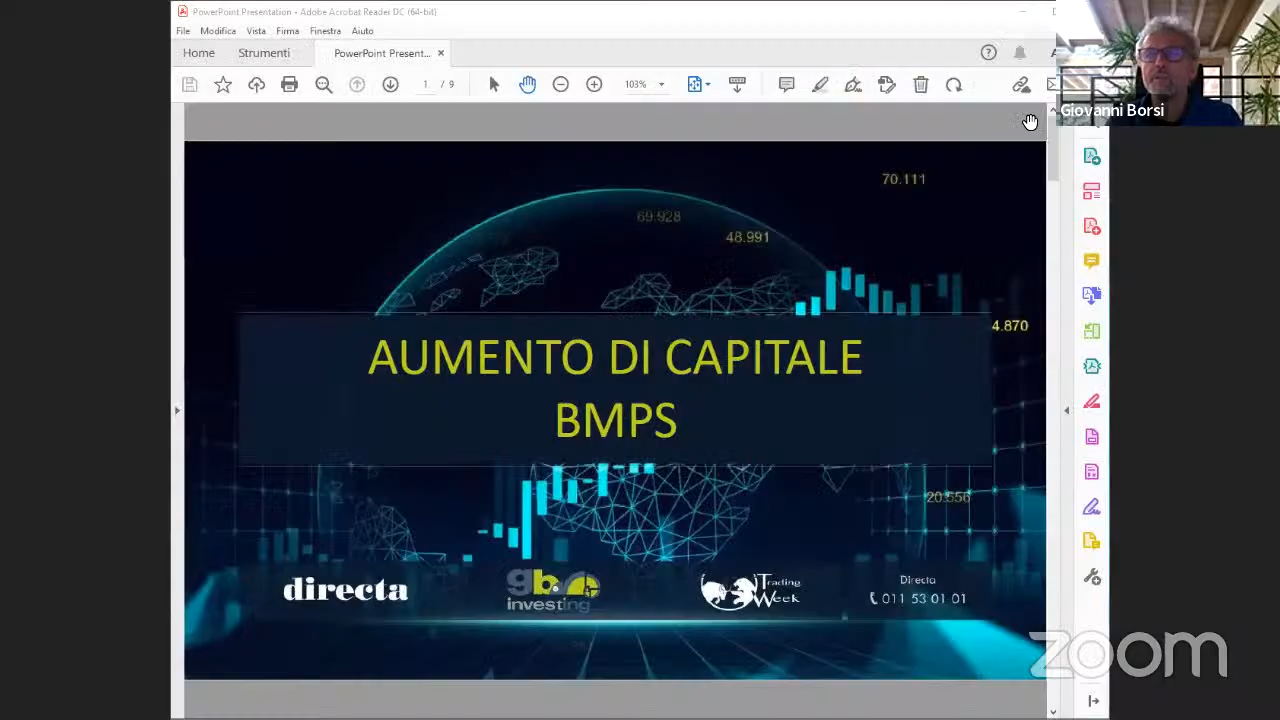 PowerPoint Presentation - Adobe Acrobat Reader DC (64-bit)
File Modifica Vista Firma Finestra Aiuto
Home Strumenti PowerPoint Present... ×
1 / 9 103%
Giovanni Borsi
70.111
69.928
48.991
4.870
AUMENTO DI CAPITALE
BMPS
20.556
directa
gb.
investing
Trading
Week
Directa
011 53 01 01
zoom